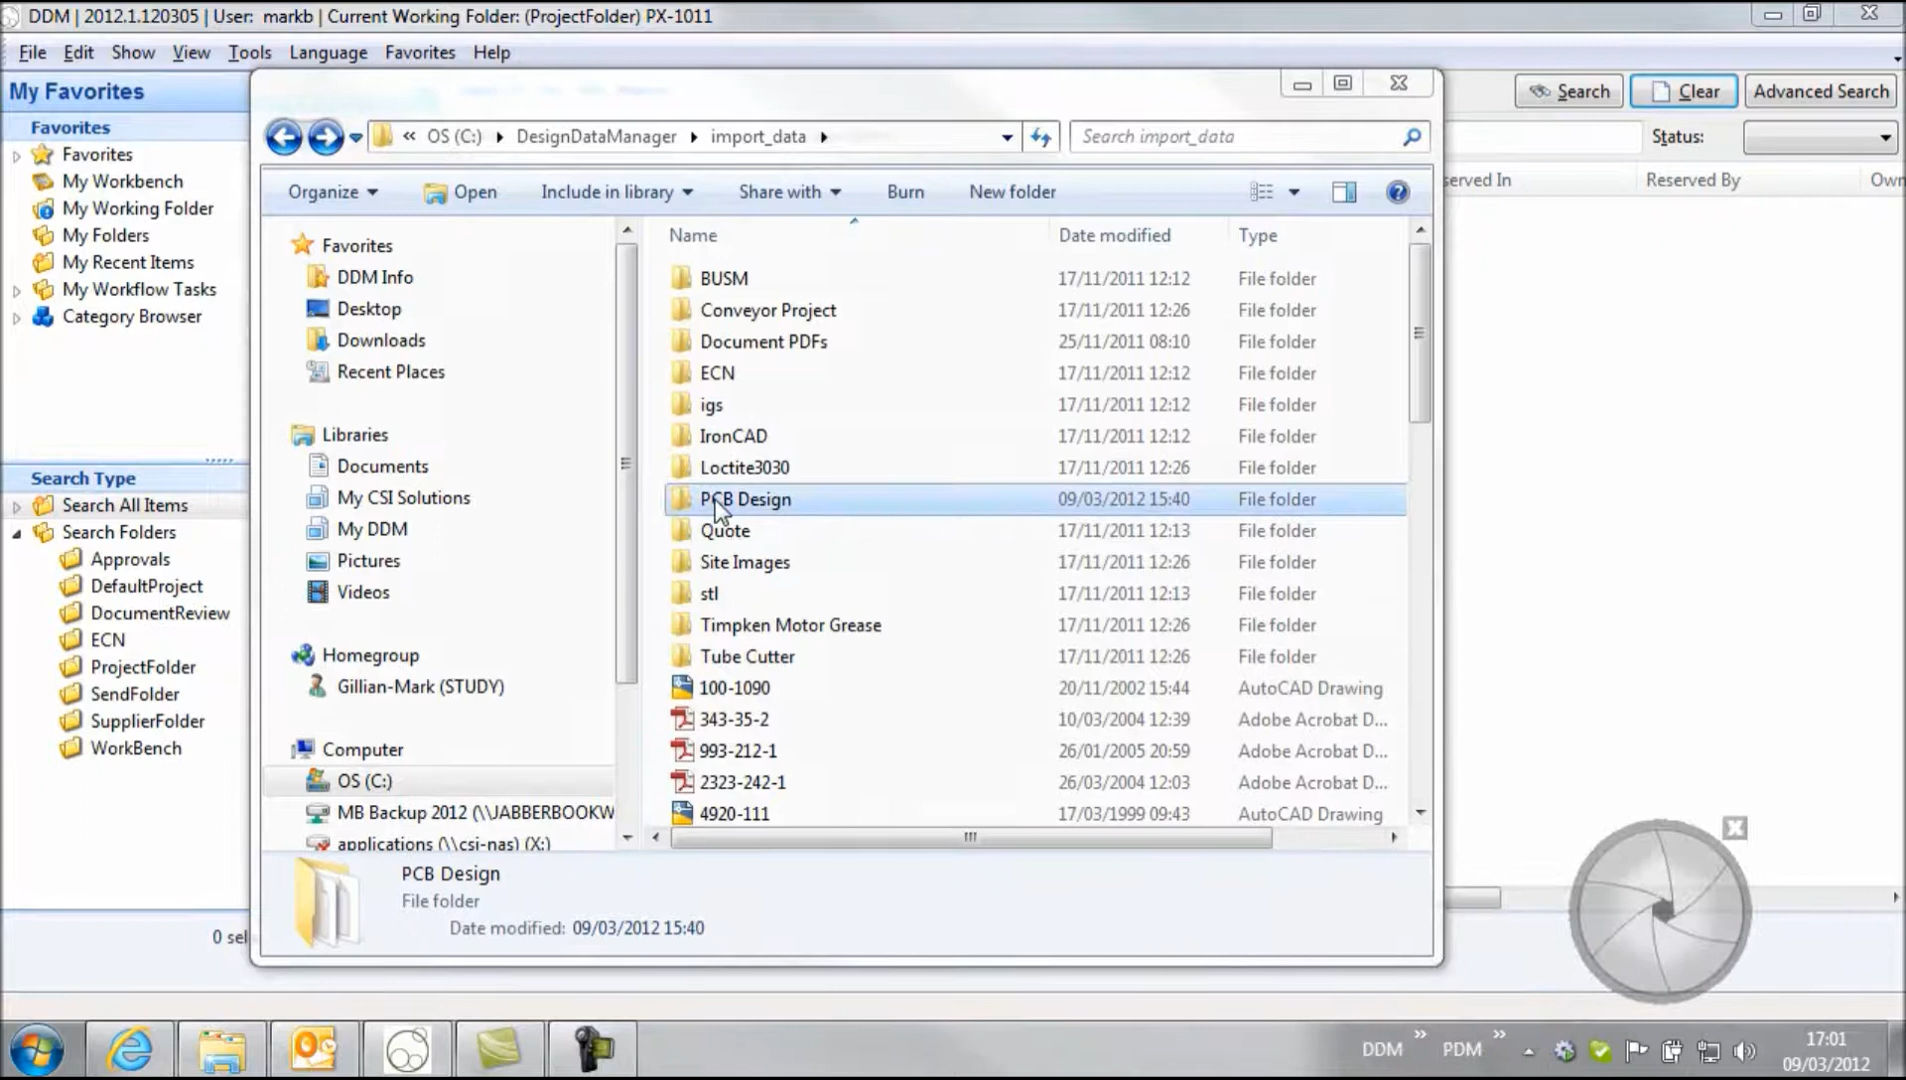 DDM | 2012.1.120305 | User: markb | Current Working Folder: (ProjectFolder) PX-1011
File Edit Show View Tools Language Favorites Help
My Favorites
Search Clear Advanced Search
Favorites
Favorites
My Workbench
My Working Folder
My Folders
My Recent Items
My Workflow Tasks
Category Browser
Search Type
Search All Items
Search Folders
Approvals
DefaultProject
DocumentReview
ECN
ProjectFolder
SendFolder
SupplierFolder
WorkBench
« OS (C:) DesignDataManager import_data
Search import_data
Status:
Organize Open Include in library Share with Burn New folder
served In Reserved By Own
Favorites
DDM Info
Desktop
Downloads
Recent Places
Libraries
Documents
My CSI Solutions
My DDM
Pictures
Videos
Homegroup
Gillian-Mark (STUDY)
Computer
OS (C:)
MB Backup 2012 (\\JABBERBOOKW
applications (\\csi-nas) (X:)
Name Date modified Type
BUSM 17/11/2011 12:12 File folder
Conveyor Project 17/11/2011 12:26 File folder
Document PDFs 25/11/2011 08:10 File folder
ECN 17/11/2011 12:12 File folder
igs 17/11/2011 12:12 File folder
IronCAD 17/11/2011 12:12 File folder
Loctite3030 17/11/2011 12:26 File folder
PCB Design 09/03/2012 15:40 File folder
Quote 17/11/2011 12:13 File folder
Site Images 17/11/2011 12:26 File folder
stl 17/11/2011 12:13 File folder
Timpken Motor Grease 17/11/2011 12:26 File folder
Tube Cutter 17/11/2011 12:26 File folder
100-1090 20/11/2002 15:44 AutoCAD Drawing
343-35-2 10/03/2004 12:39 Adobe Acrobat D...
993-212-1 26/01/2005 20:59 Adobe Acrobat D...
2323-242-1 26/03/2004 12:03 Adobe Acrobat D...
4920-111 17/03/1999 09:43 AutoCAD Drawing
PCB Design
File folder
Date modified: 09/03/2012 15:40
0 sel
DDM » PDM »
17:01
09/03/2012